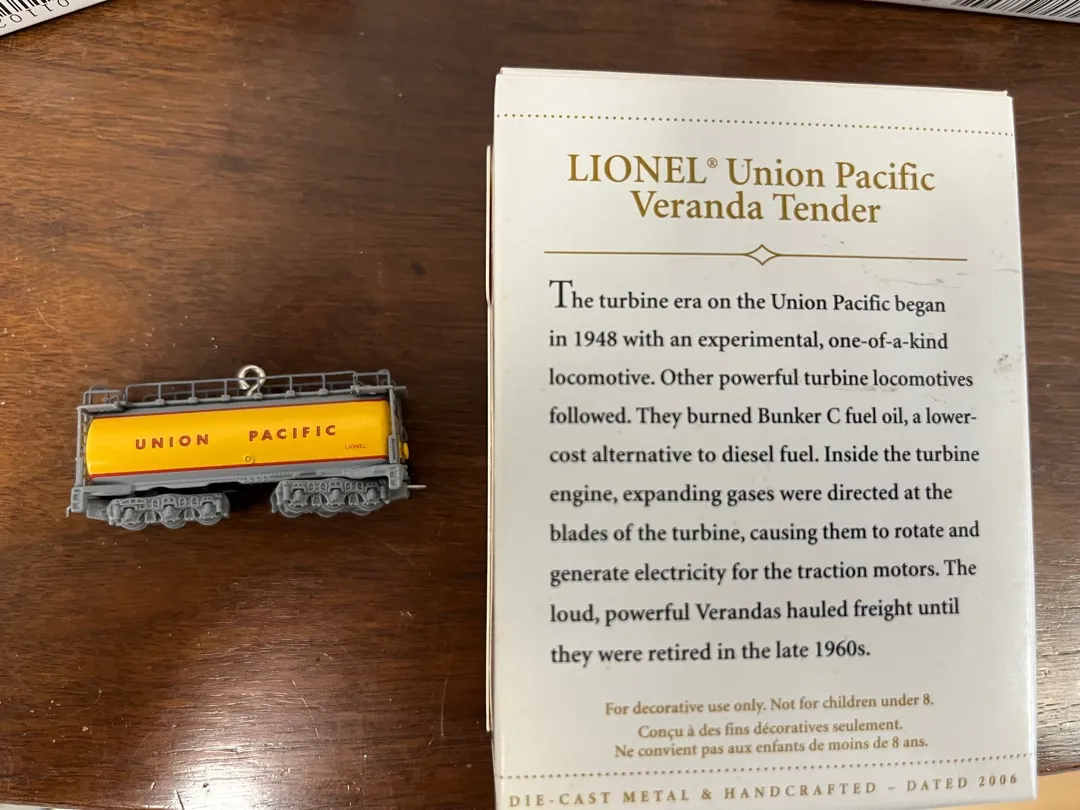 UNION PACIFIC
LIONEL
LIONEL® Union Pacific
Veranda Tender
The turbine era on the Union Pacific began
in 1948 with an experimental, one-of-a-kind
locomotive. Other powerful turbine locomotives
followed. They burned Bunker C fuel oil, a lower-
cost alternative to diesel fuel. Inside the turbine
engine, expanding gases were directed at the
blades of the turbine, causing them to rotate and
generate electricity for the traction motors. The
loud, powerful Verandas hauled freight until
they were retired in the late 1960s.
For decorative use only. Not for children under 8.
Conçu à des fins décoratives seulement.
Ne convient pas aux enfants de moins de 8 ans.
DIE-CAST METAL & HANDCRAFTED – DATED 2006